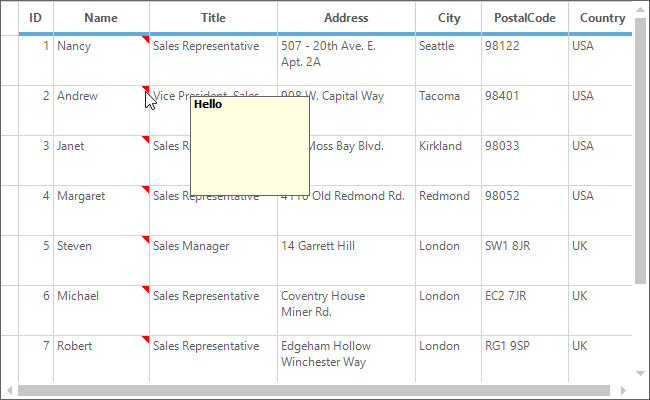 ID Name Title Address City PostalCode Country
1 Nancy Sales Representative 507 - 20th Ave. E. Seattle 98122 USA
Apt. 2A
2 Andrew Vice President, Sales 908 W. Capital Way Tacoma 98401 USA
Hello
3 Janet Sales Moss Bay Blvd. Kirkland 98033 USA
4 Margaret Sales Representative 4110 Old Redmond Rd. Redmond 98052 USA
5 Steven Sales Manager 14 Garrett Hill London SW1 8JR UK
6 Michael Sales Representative Coventry House London EC2 7JR UK
Miner Rd.
7 Robert Sales Representative Edgeham Hollow London RG1 9SP UK
Winchester Way